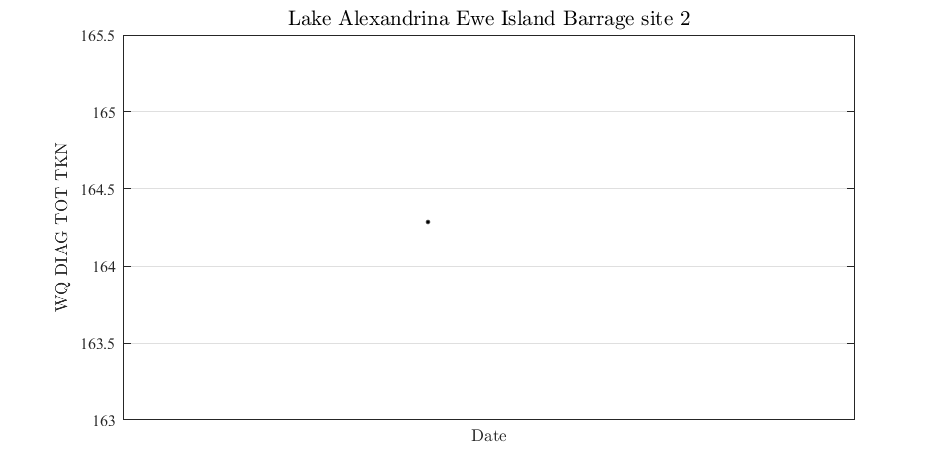 Lake Alexandrina Ewe Island Barrage site 2
165.5
165
164.5
164
163.5
163
WQ DIAG TOT TKN
Date